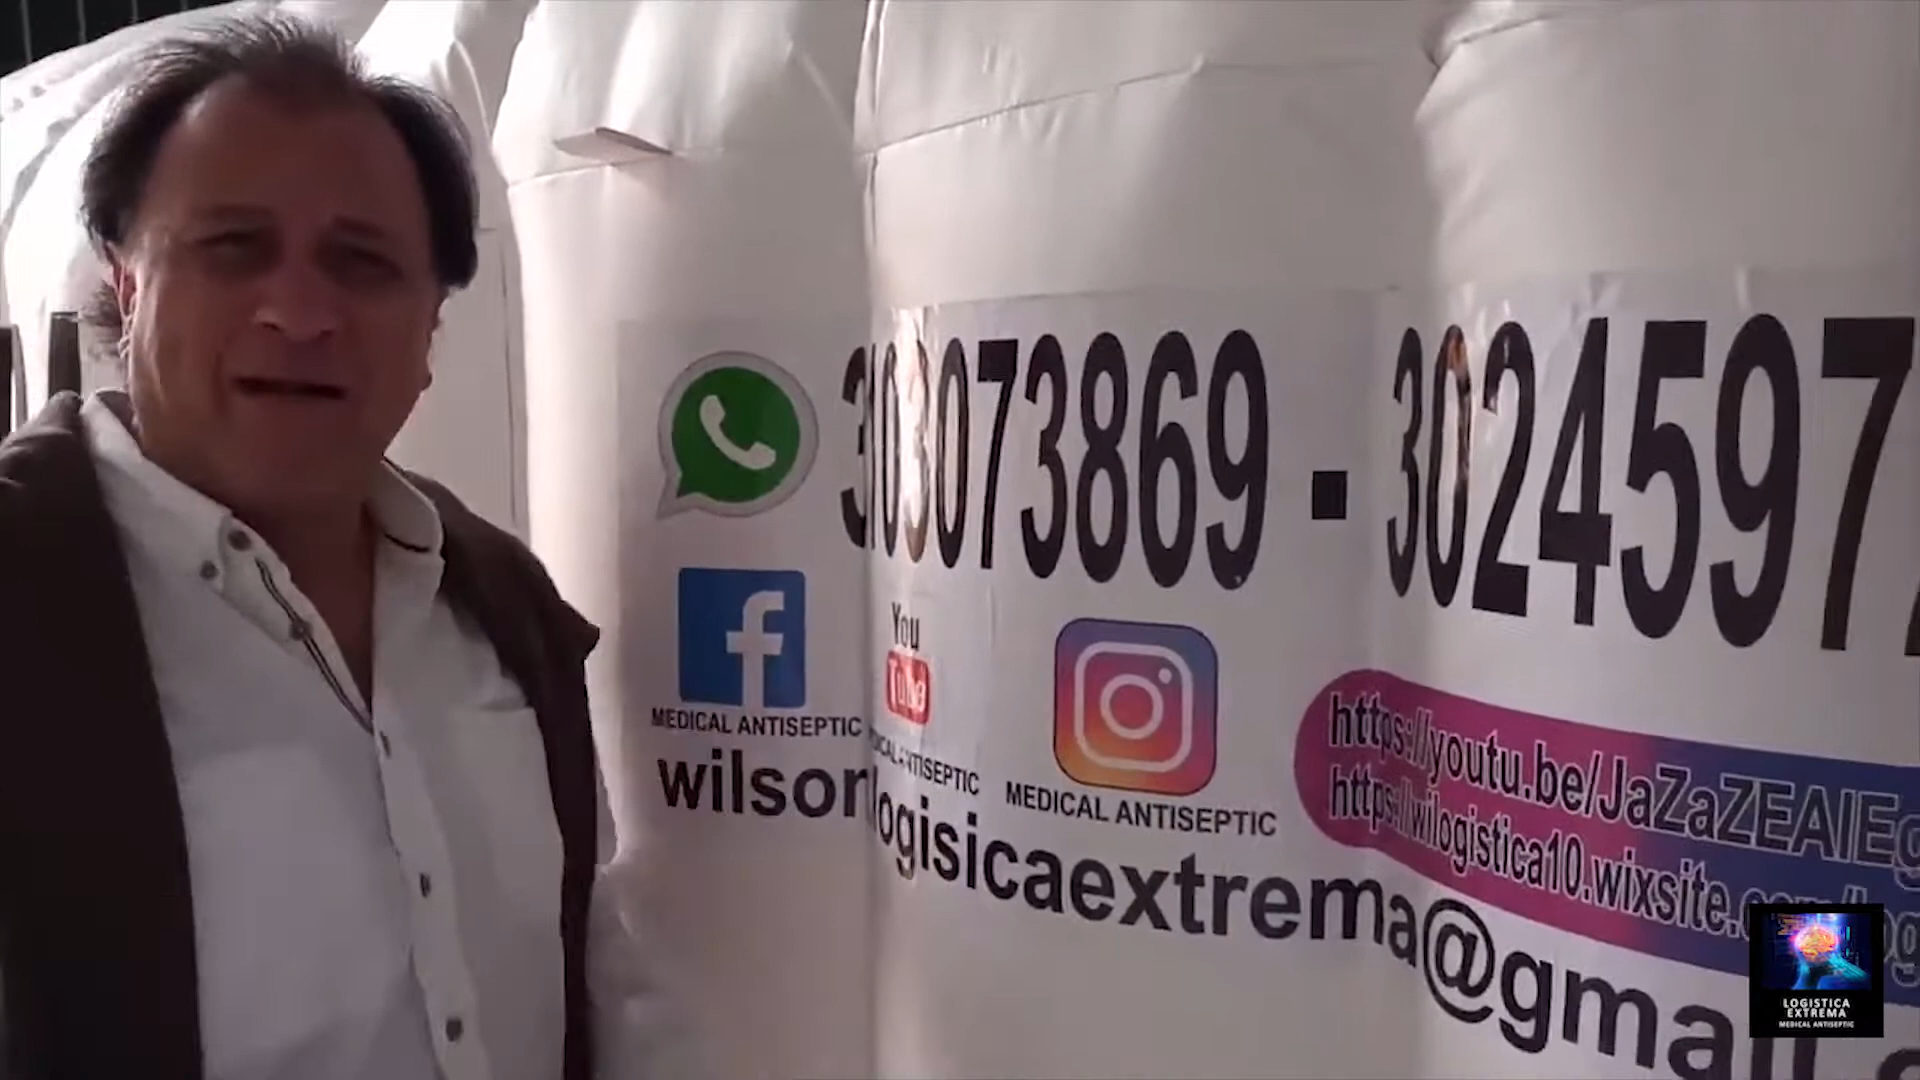 3103073869 - 3024597
You
Tube
MEDICAL ANTISEPTIC
MEDICAL ANTISEPTIC
MEDICAL ANTISEPTIC
wilsonlogisicaextrema@gmail.
https://youtu.be/JaZaZEAIEg
https://wilogistica10.wixsite.com/log
LOGISTICA
EXTREMA
MEDICAL ANTISEPTIC